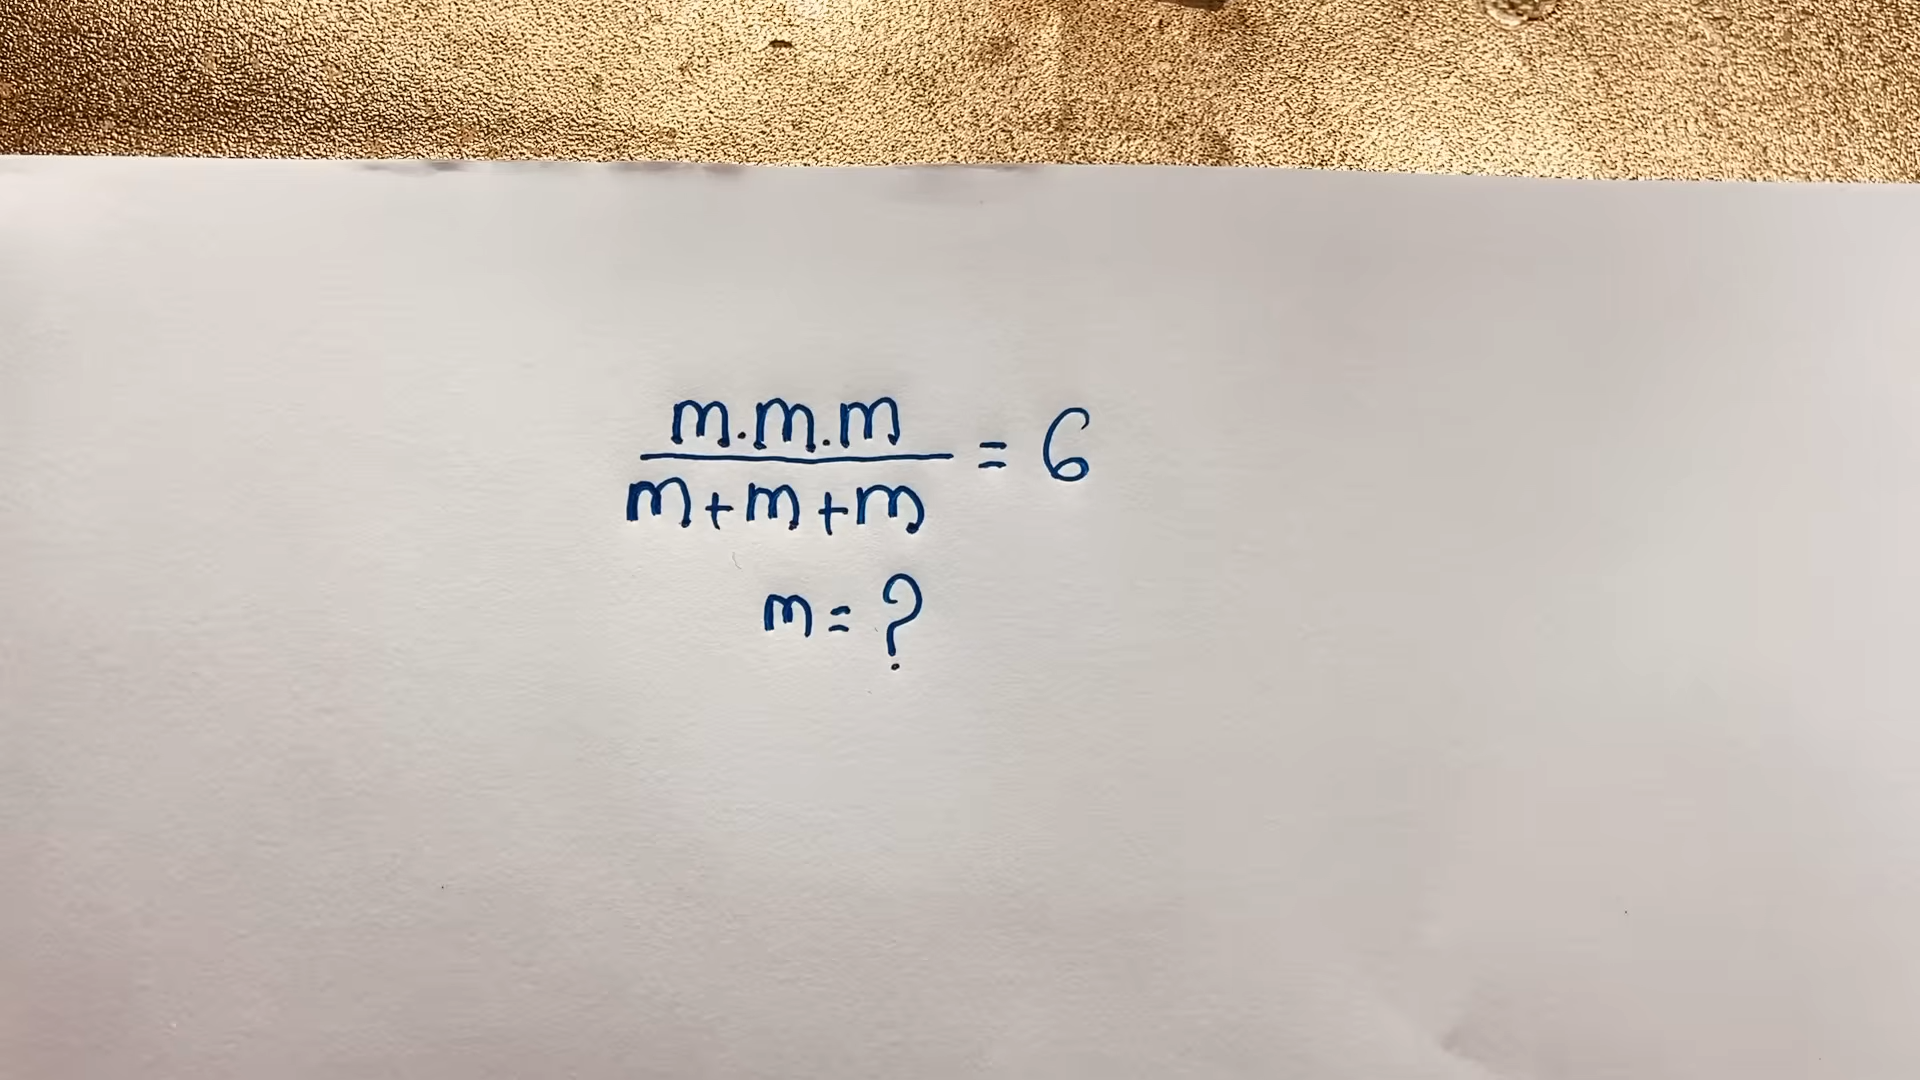 m.m.m
m+m+m = 6
m = ?